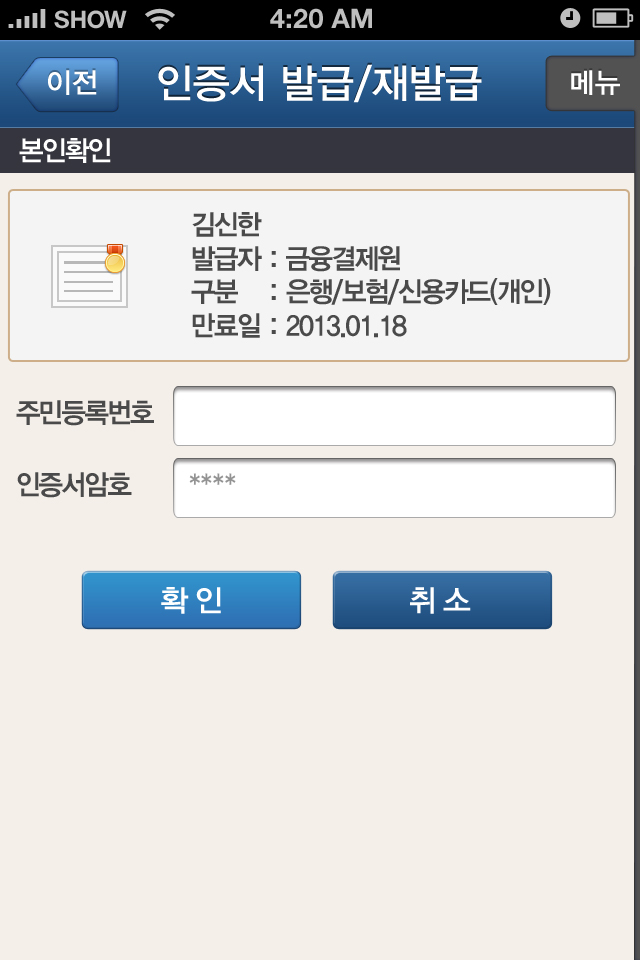 SHOW 4:20 AM
이전 인증서 발급/재발급 메뉴
본인확인
김신한
발급자 : 금융결제원
구분 : 은행/보험/신용카드(개인)
만료일 : 2013.01.18
주민등록번호
인증서암호 ****
확 인 취 소